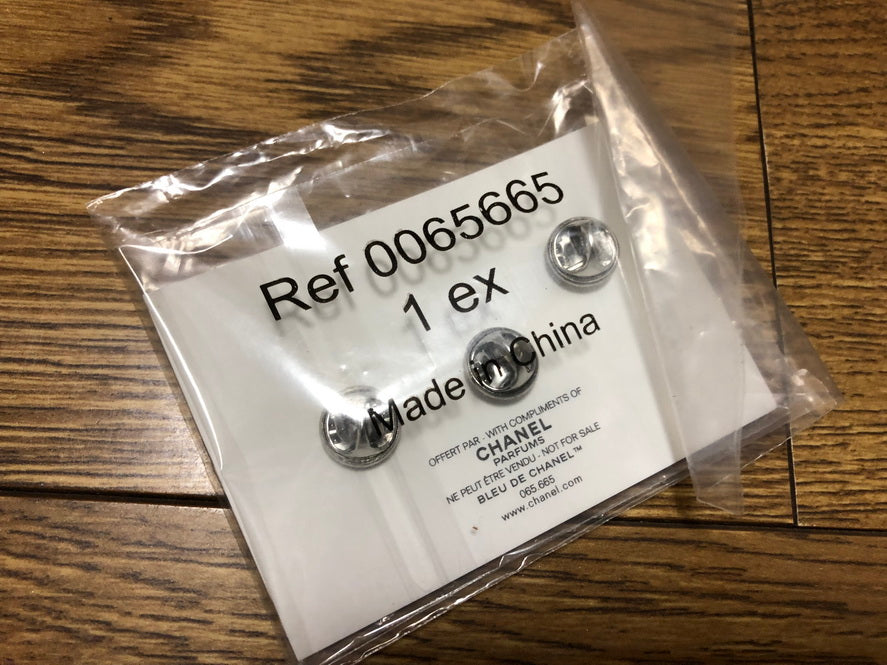 Ref 0065665
1 ex
Made in China
OFFERT PAR - WITH COMPLIMENTS OF
CHANEL
PARFUMS
NE PEUT ÊTRE VENDU - NOT FOR SALE
BLEU DE CHANEL™
065.665
www.chanel.com